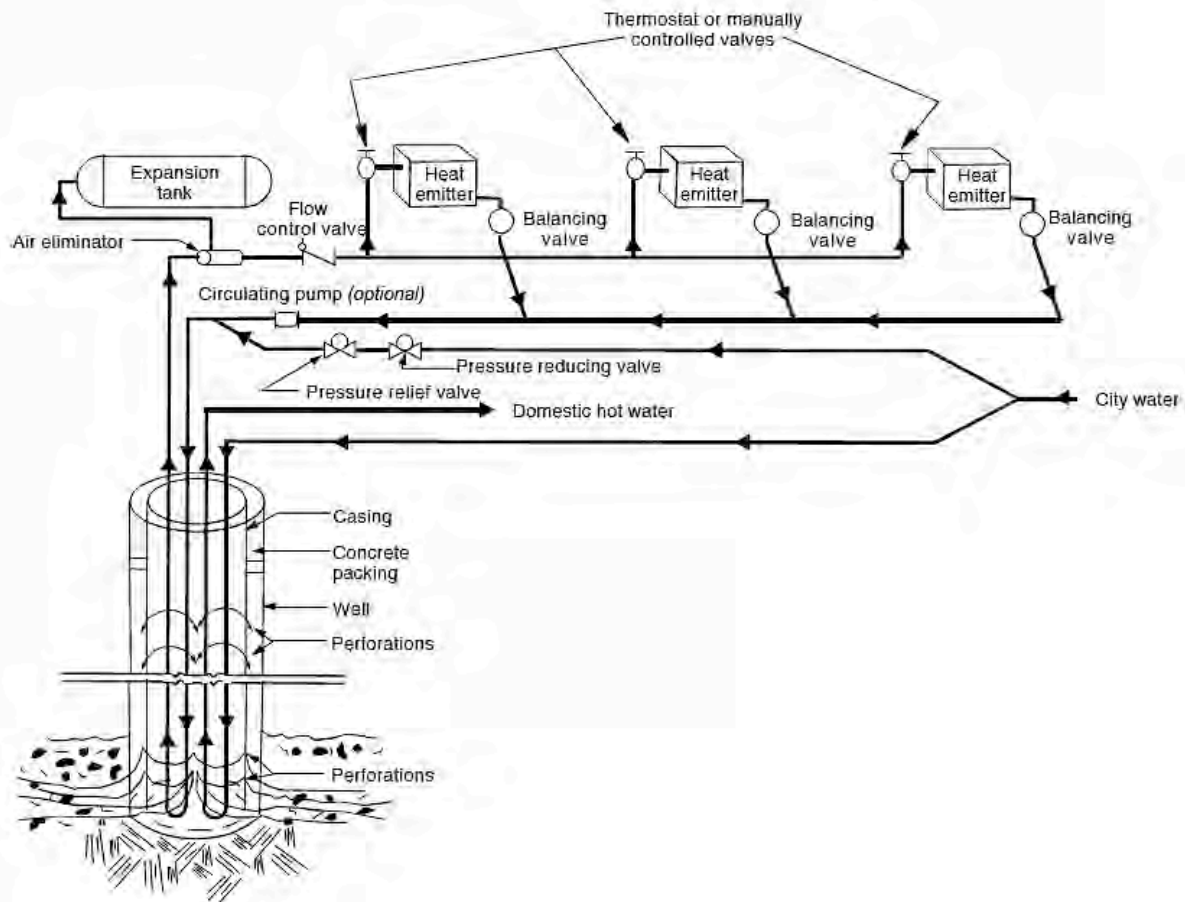 Thermostat or manually
controlled valves
Expansion
tank
Heat
emitter
Heat
emitter
Heat
emitter
Flow
control valve
Balancing
valve
Balancing
valve
Balancing
valve
Air eliminator
Circulating pump (optional)
Pressure reducing valve
Pressure relief valve
Domestic hot water
City water
Casing
Concrete
packing
Well
Perforations
Perforations